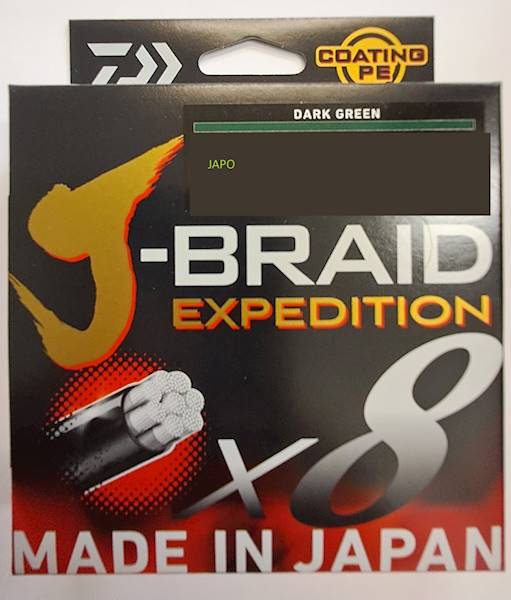 COATING
PE
DARK GREEN
JAPO
J-BRAID
EXPEDITION
x8
MADE IN JAPAN